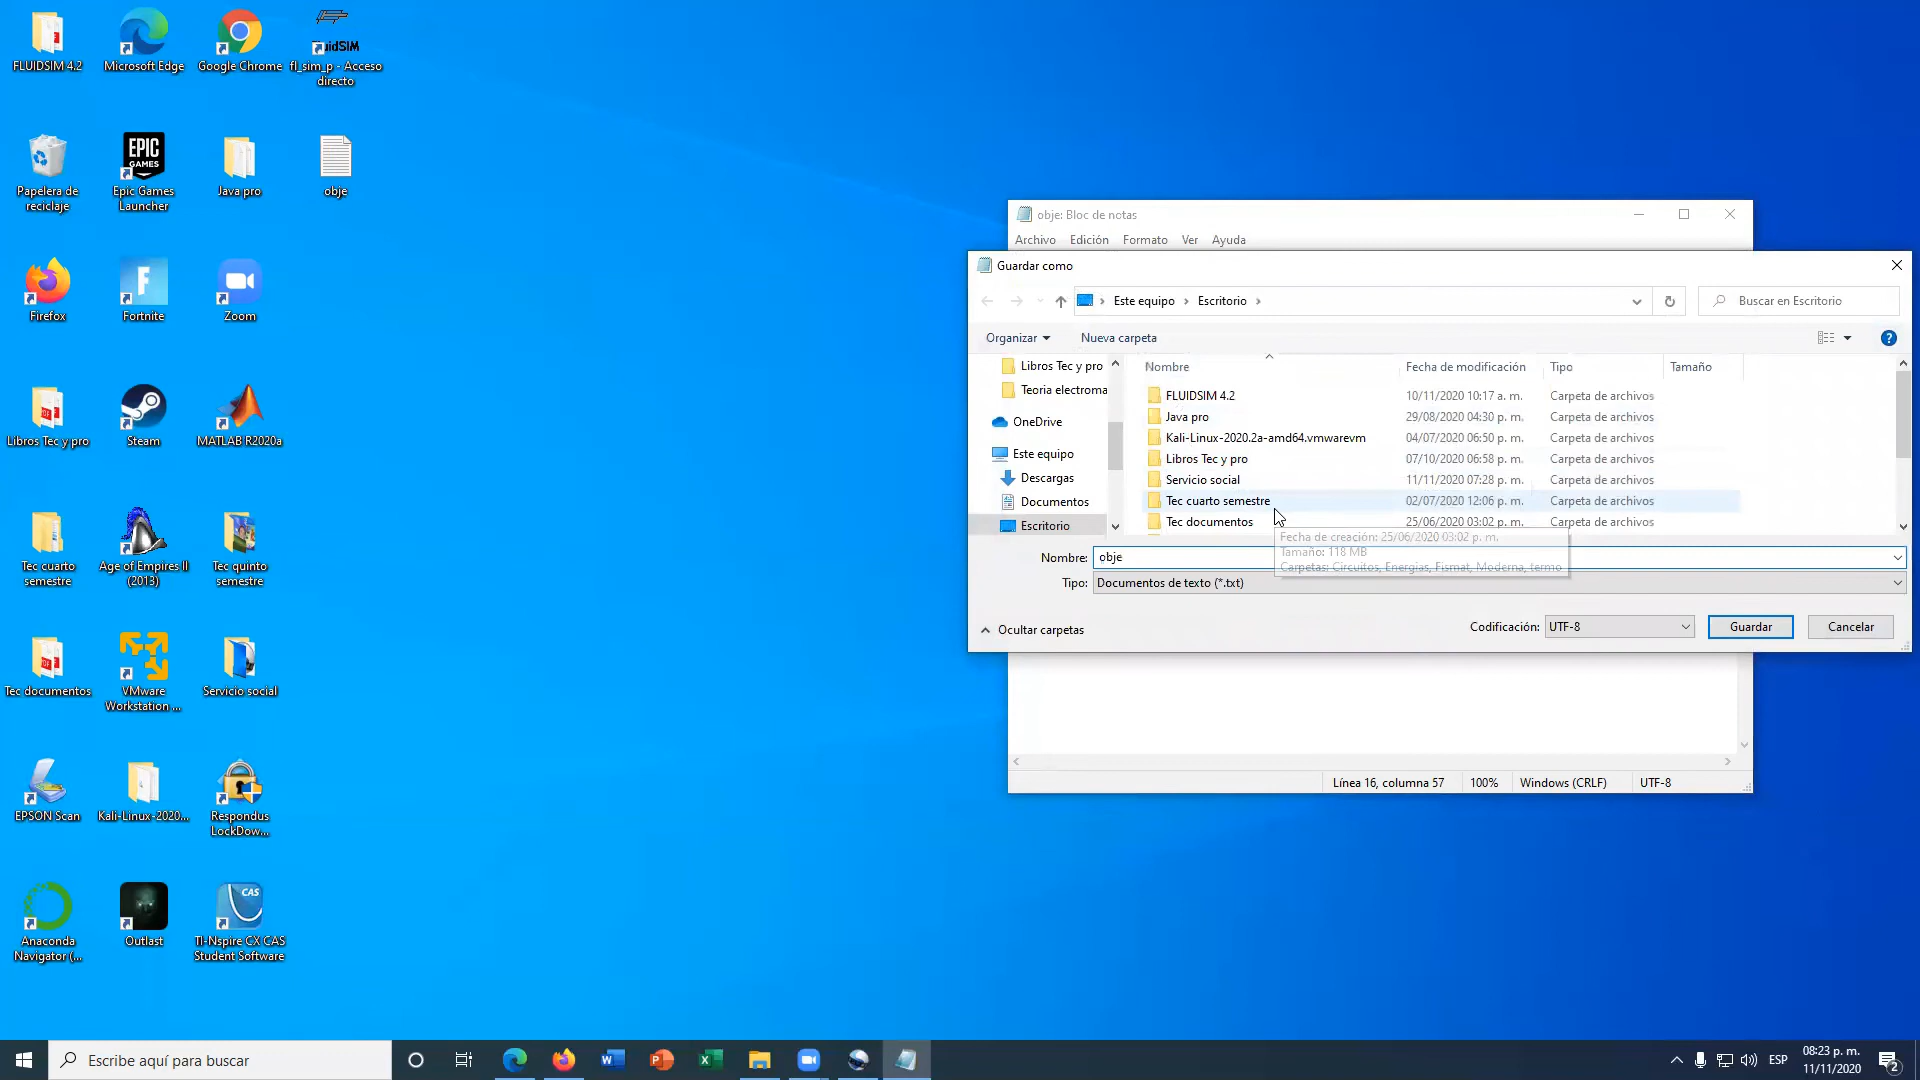 FLUIDSIM 4.2
Microsoft Edge
Google Chrome
FluidSIM
fl_sim_p - Acceso
directo
Papelera de
reciclaje
EPIC
GAMES
Epic Games
Launcher
Java pro
obje
Firefox
Fortnite
Zoom
Libros Tec y pro
Steam
MATLAB R2020a
Tec cuarto
semestre
Age of Empires II
(2013)
Tec quinto
semestre
Tec documentos
VMware
Workstation ...
Servicio social
EPSON Scan
Kali-Linux-2020...
Respondus
LockDow...
Anaconda
Navigator (...
Outlast
CAS
TI-Nspire CX CAS
Student Software
obje: Bloc de notas
Archivo Edición Formato Ver Ayuda
Guardar como
Este equipo > Escritorio >
Buscar en Escritorio
Organizar Nueva carpeta
Libros Tec y pro
Teoria electroma
OneDrive
Este equipo
Descargas
Documentos
Escritorio
Nombre Fecha de modificación Tipo Tamaño
FLUIDSIM 4.2 10/11/2020 10:17 a. m. Carpeta de archivos
Java pro 29/08/2020 04:30 p. m. Carpeta de archivos
Kali-Linux-2020.2a-amd64.vmwarevm 04/07/2020 06:50 p. m. Carpeta de archivos
Libros Tec y pro 07/10/2020 06:58 p. m. Carpeta de archivos
Servicio social 11/11/2020 07:28 p. m. Carpeta de archivos
Tec cuarto semestre 02/07/2020 12:06 p. m. Carpeta de archivos
Tec documentos 25/06/2020 03:02 p. m. Carpeta de archivos
Fecha de creación: 25/06/2020 03:02 p. m.
Tamaño: 118 MB
Carpetas: Circuitos, Energias, Fismat, Moderna, termo
Nombre: obje
Tipo: Documentos de texto (*.txt)
Ocultar carpetas
Codificación: UTF-8
Guardar
Cancelar
Línea 16, columna 57 100% Windows (CRLF) UTF-8
Escribe aquí para buscar
ESP
08:23 p. m.
11/11/2020
2